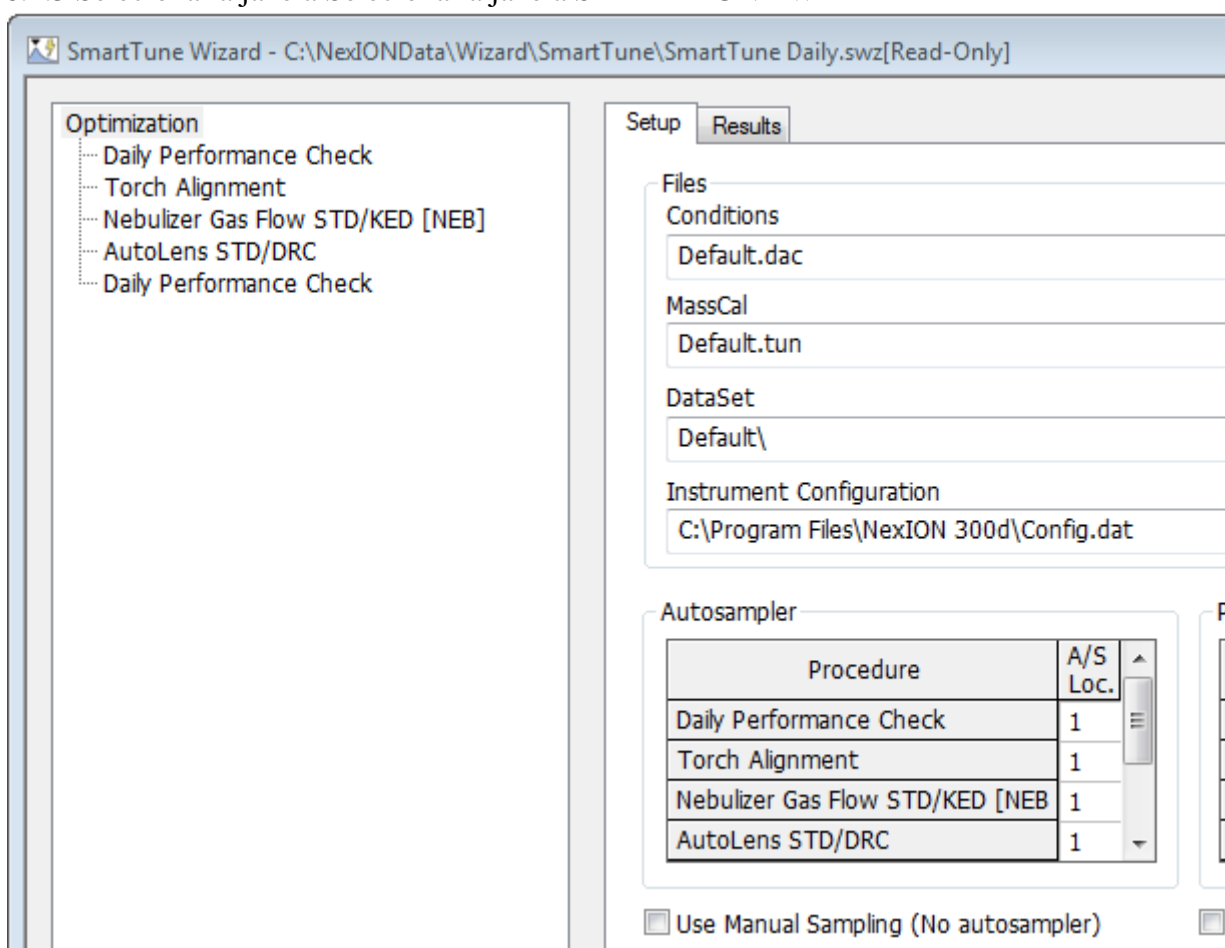 SmartTune Wizard - C:\NexIONData\Wizard\SmartTune\SmartTune Daily.swz[Read-Only]
Optimization
Daily Performance Check
Torch Alignment
Nebulizer Gas Flow STD/KED [NEB]
AutoLens STD/DRC
Daily Performance Check
Setup
Results
Files
Conditions
Default.dac
MassCal
Default.tun
DataSet
Default\
Instrument Configuration
C:\Program Files\NexION 300d\Config.dat
Autosampler
Procedure
A/S
Loc.
Daily Performance Check 1
Torch Alignment 1
Nebulizer Gas Flow STD/KED [NEB 1
AutoLens STD/DRC 1
Use Manual Sampling (No autosampler)